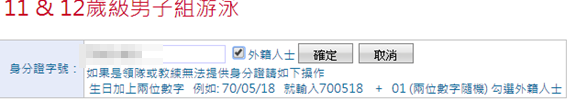 11 & 12歲級男子組游泳
身分證字號： 外籍人士 確定 取消
如果是領隊或教練無法提供身分證請如下操作
生日加上兩位數字 例如: 70/05/18 就輸入700518 + 01 (兩位數字隨機) 勾選外籍人士